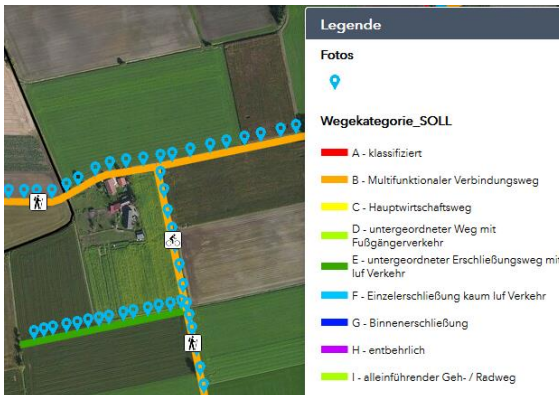 Legende
Fotos
Wegekategorie_SOLL
A - klassifiziert
B - Multifunktionaler Verbindungsweg
C - Hauptwirtschaftsweg
D - untergeordneter Weg mit
Fußgängerverkehr
E - untergeordneter Erschließungsweg mit
luf Verkehr
F - Einzelerschließung kaum luf Verkehr
G - Binnenerschließung
H - entbehrlich
I - alleinführender Geh- / Radweg